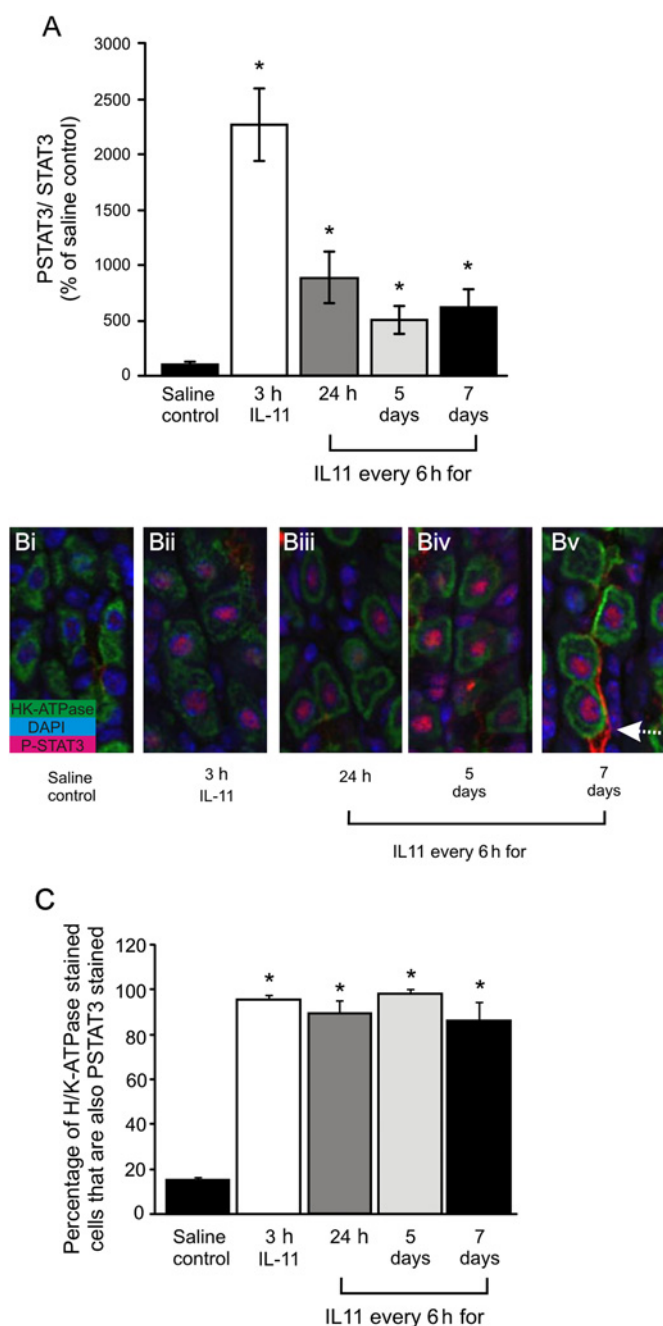 A
PSTAT3/ STAT3
(% of saline control)
3000
2500
2000
1500
1000
500
0
*
*
*
*
Saline
control
3 h
IL-11
24 h
5
days
7
days
IL11 every 6 h for
Bi
Bii
Biii
Biv
Bv
HK-ATPase
DAPI
P-STAT3
Saline
control
3 h
IL-11
24 h
5
days
7
days
IL11 every 6 h for
C
Percentage of H/K-ATPase stained
cells that are also PSTAT3 stained
120
100
80
60
40
20
0
*
*
*
*
Saline
control
3 h
IL-11
24 h
5
days
7
days
IL11 every 6 h for